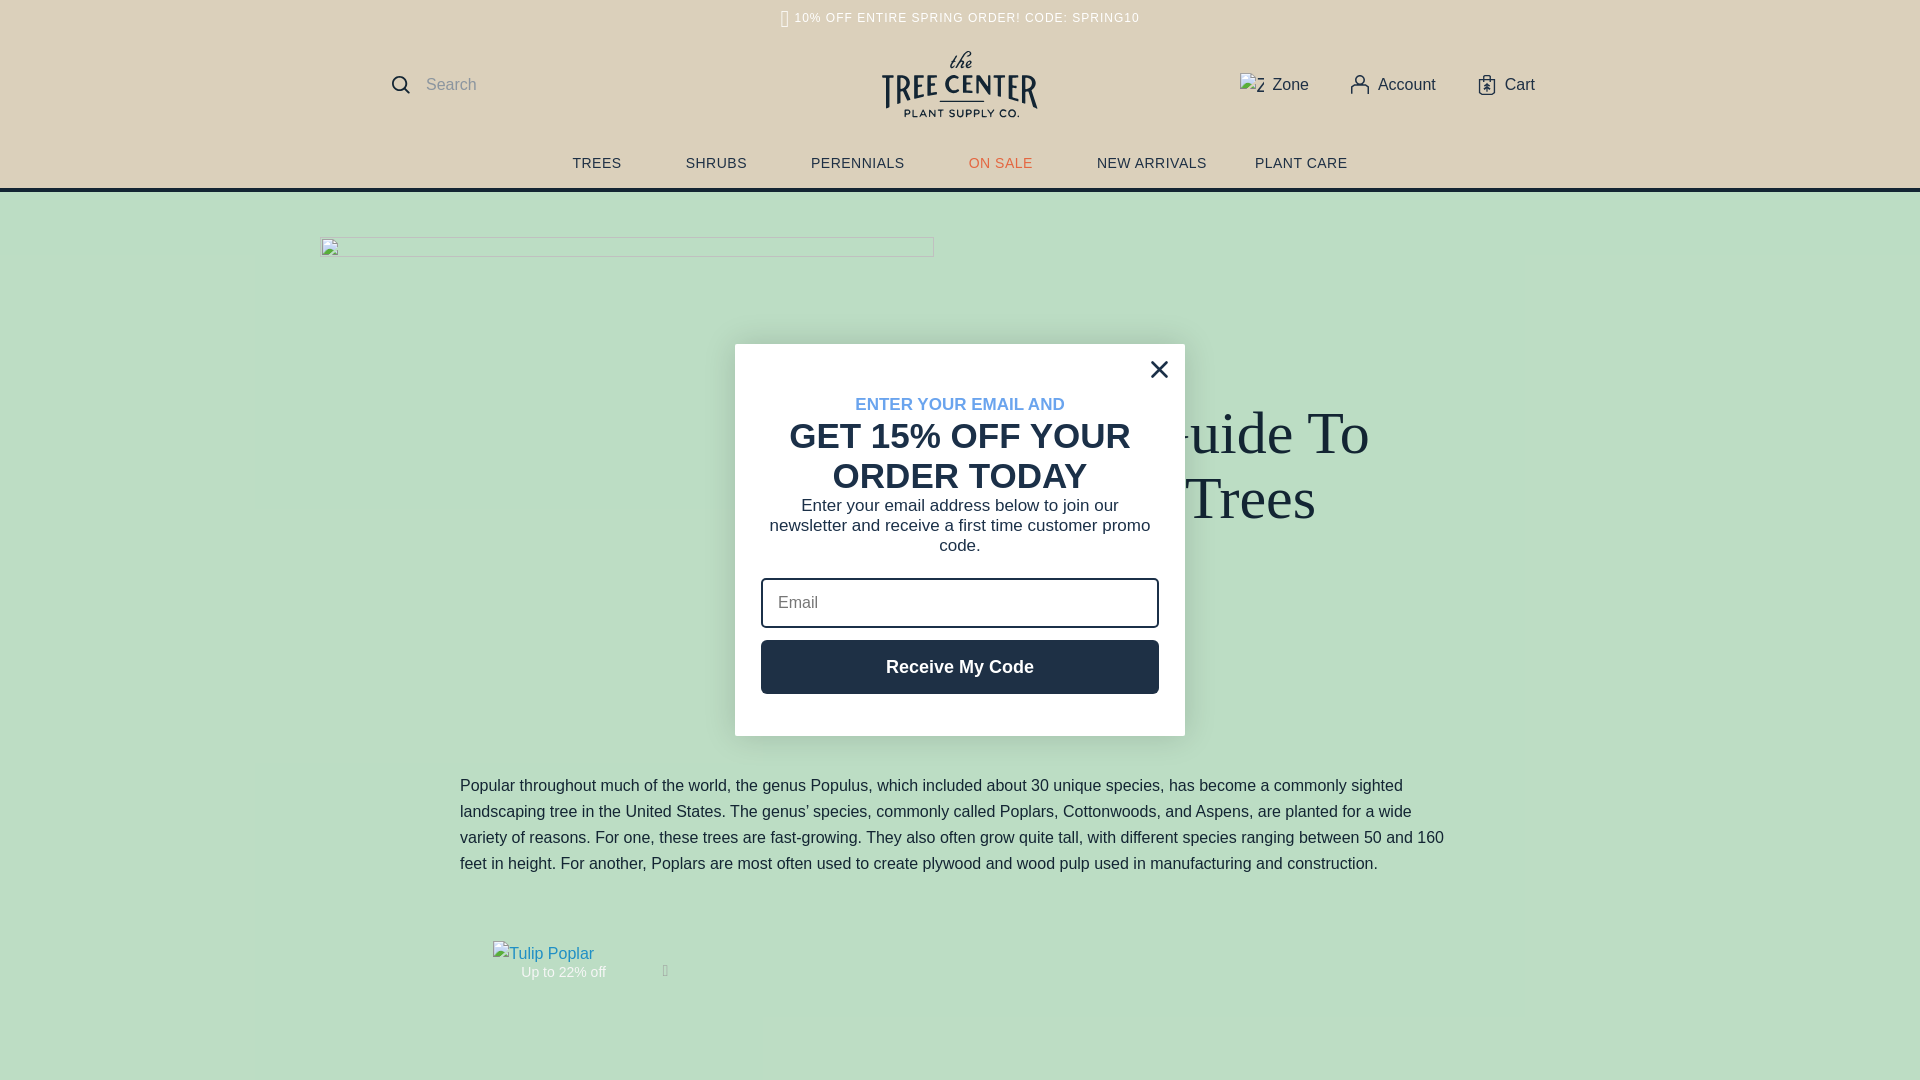 10% OFF ENTIRE SPRING ORDER! CODE: SPRING10
Search
the
TREE CENTER
PLANT SUPPLY CO.
Zone
Account
Cart
TREES
SHRUBS
PERENNIALS
ON SALE
NEW ARRIVALS
PLANT CARE
To
Trees
ENTER YOUR EMAIL AND
GET 15% OFF YOUR
ORDER TODAY
Enter your email address below to join our
newsletter and receive a first time customer promo
code.
Email
Receive My Code
Popular throughout much of the world, the genus Populus, which included about 30 unique species, has become a commonly sighted
landscaping tree in the United States. The genus’ species, commonly called Poplars, Cottonwoods, and Aspens, are planted for a wide
variety of reasons. For one, these trees are fast-growing. They also often grow quite tall, with different species ranging between 50 and 160
feet in height. For another, Poplars are most often used to create plywood and wood pulp used in manufacturing and construction.
Tulip Poplar
Up to 22% off